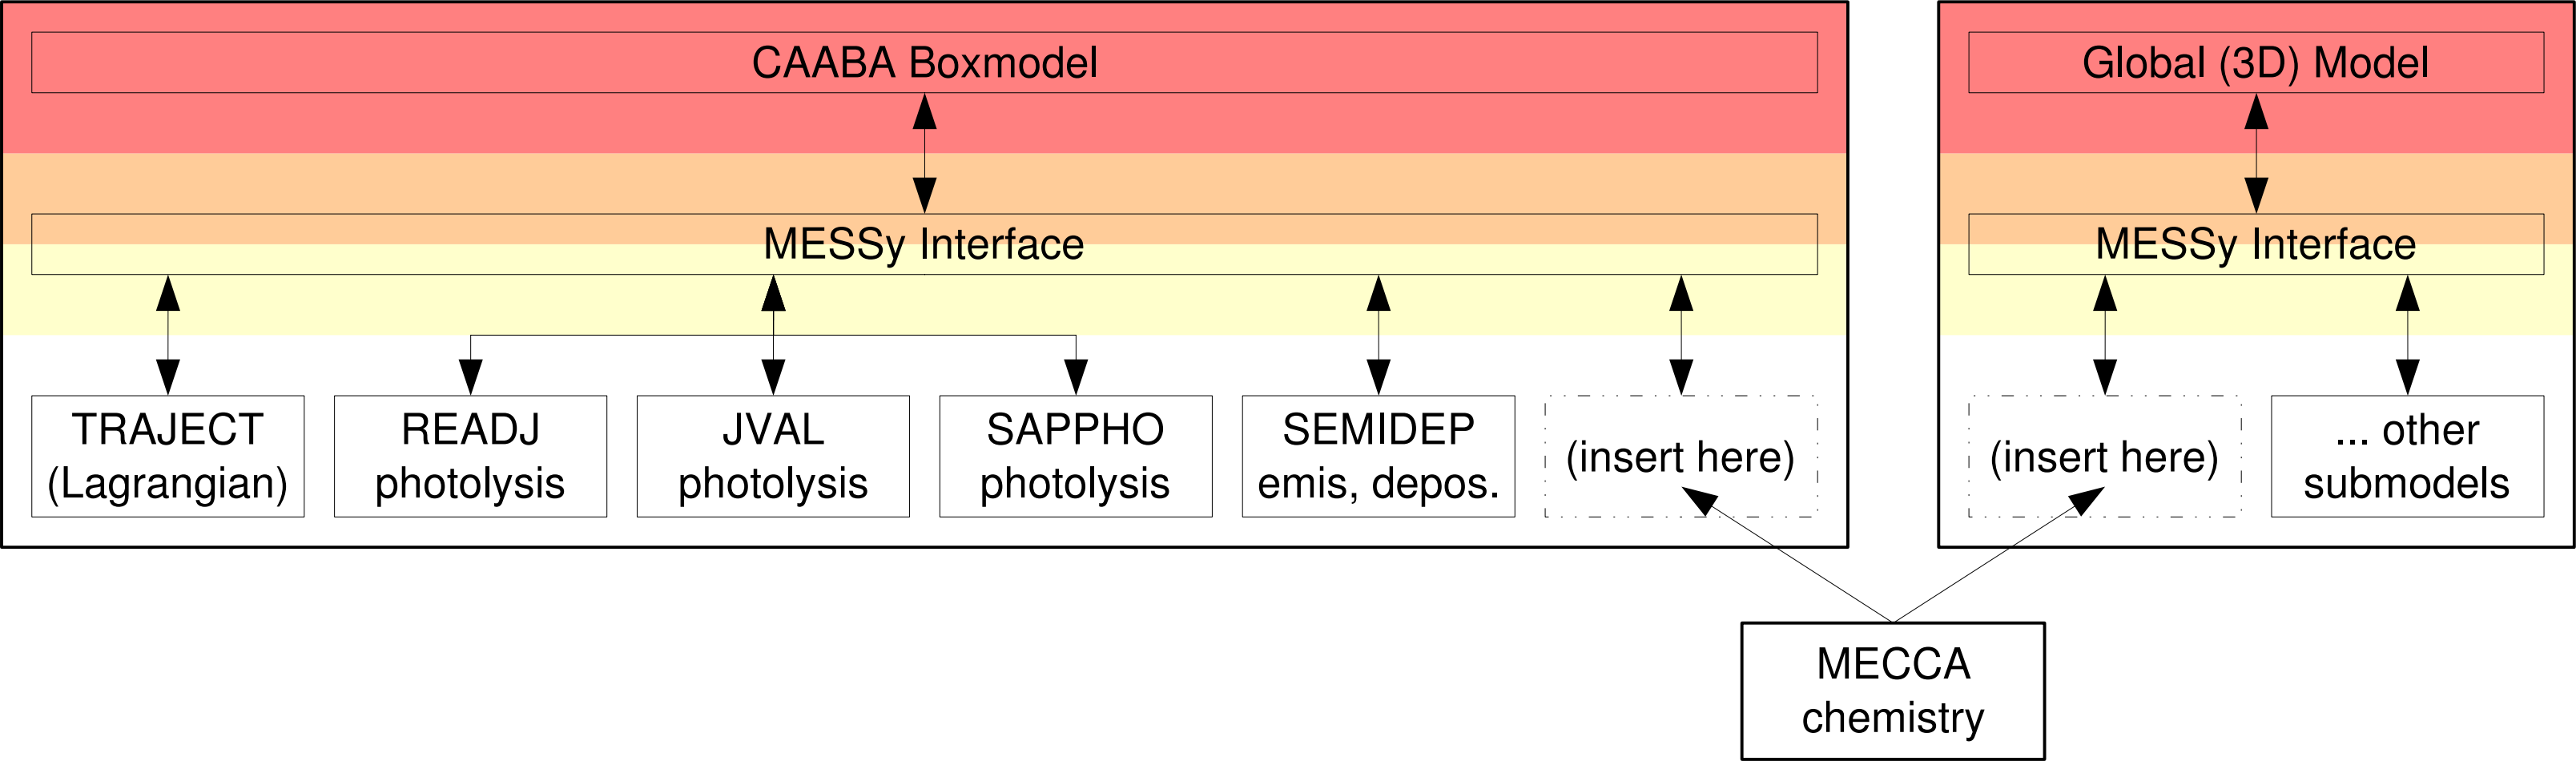 CAABA Boxmodel
MESSy Interface
TRAJECT
(Lagrangian)
READJ
photolysis
JVAL
photolysis
SAPPHO
photolysis
SEMIDEP
emis, depos.
(insert here)
Global (3D) Model
MESSy Interface
(insert here)
... other
submodels
MECCA
chemistry